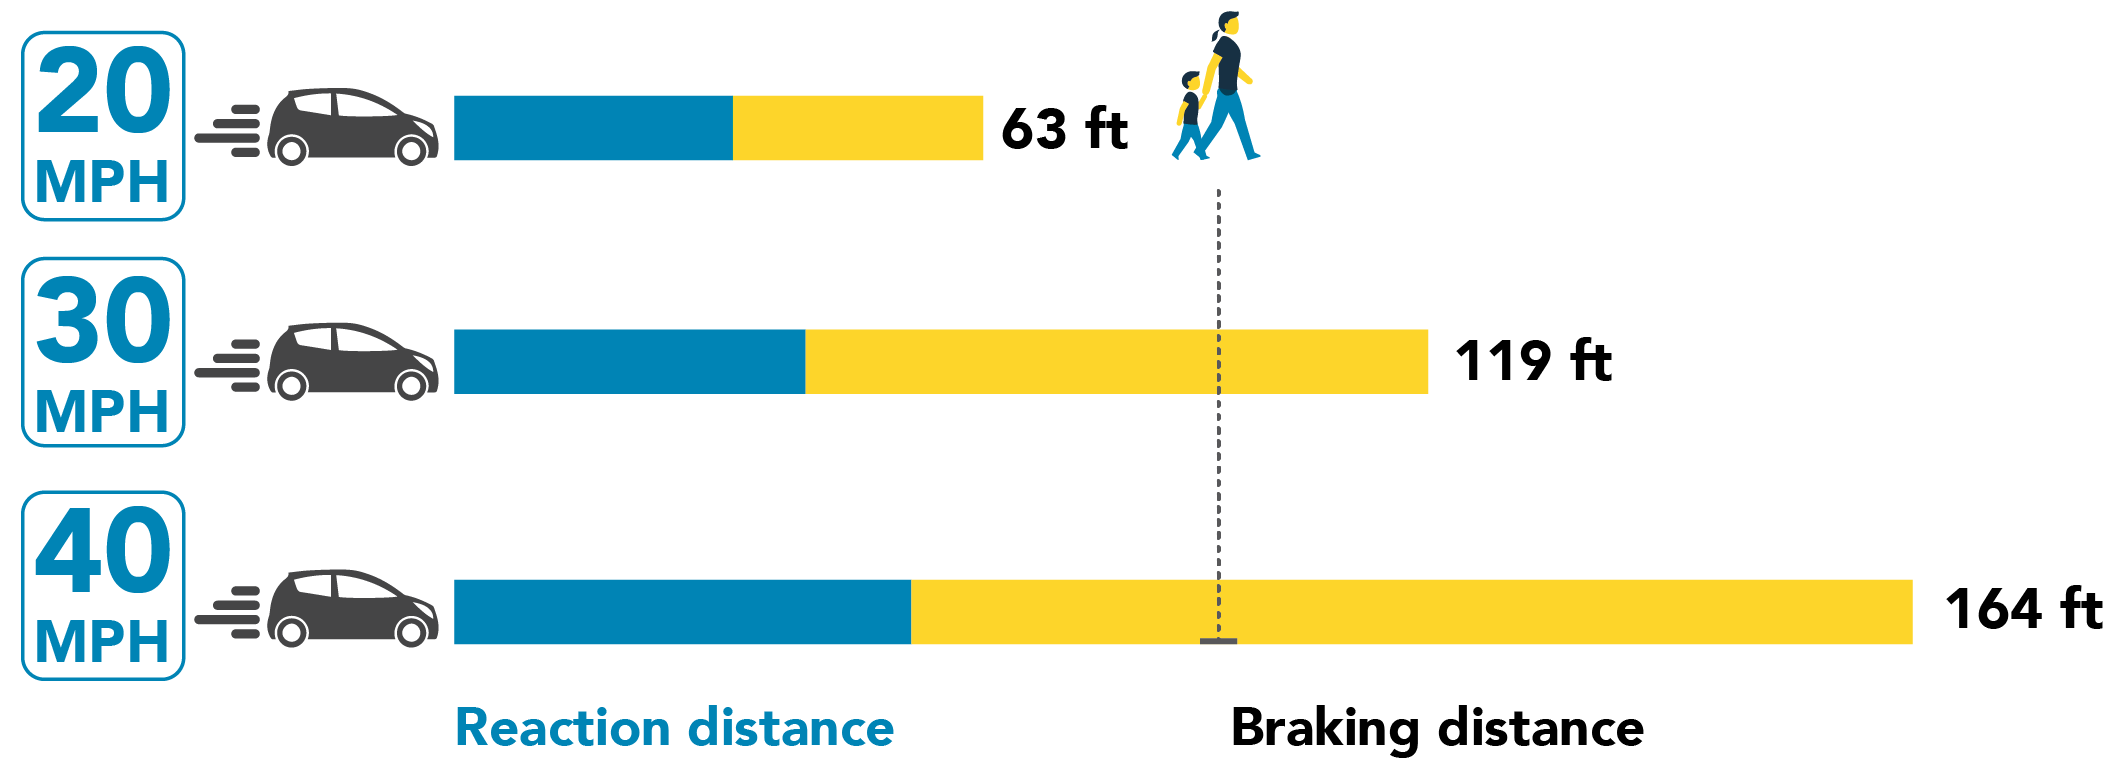 20
MPH
63 ft
30
MPH
119 ft
40
MPH
164 ft
Reaction distance
Braking distance